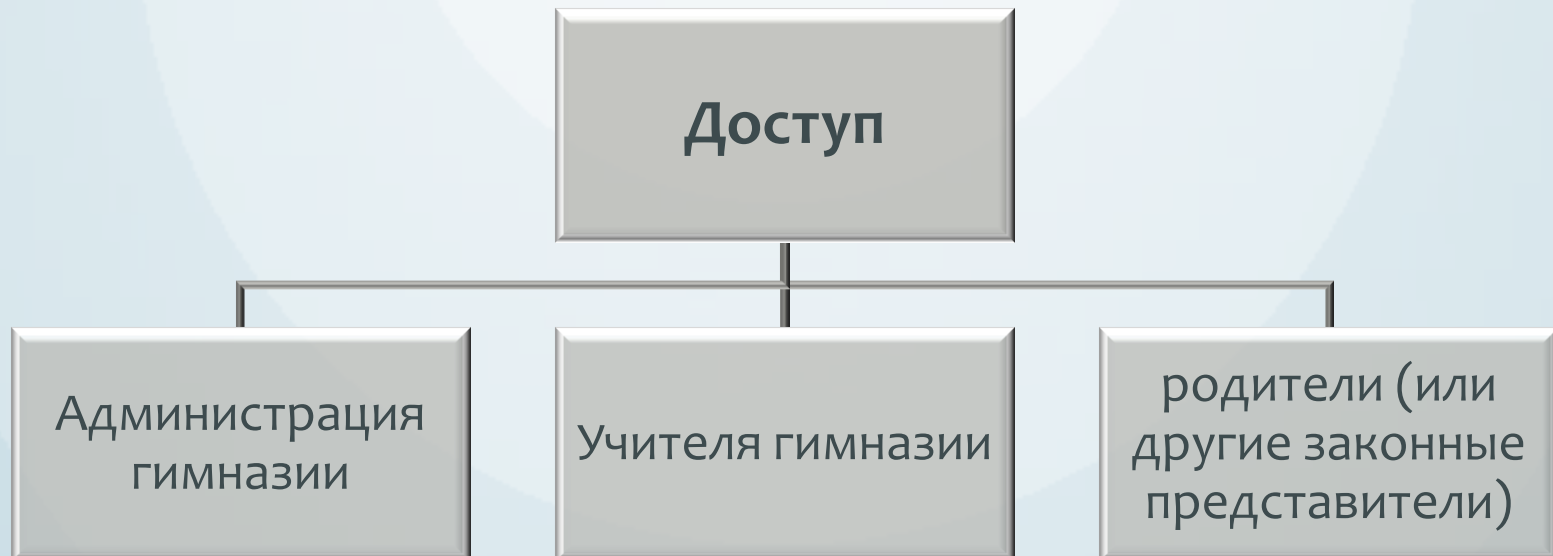 Доступ
Администрация
гимназии
Учителя гимназии
родители (или
другие законные
представители)